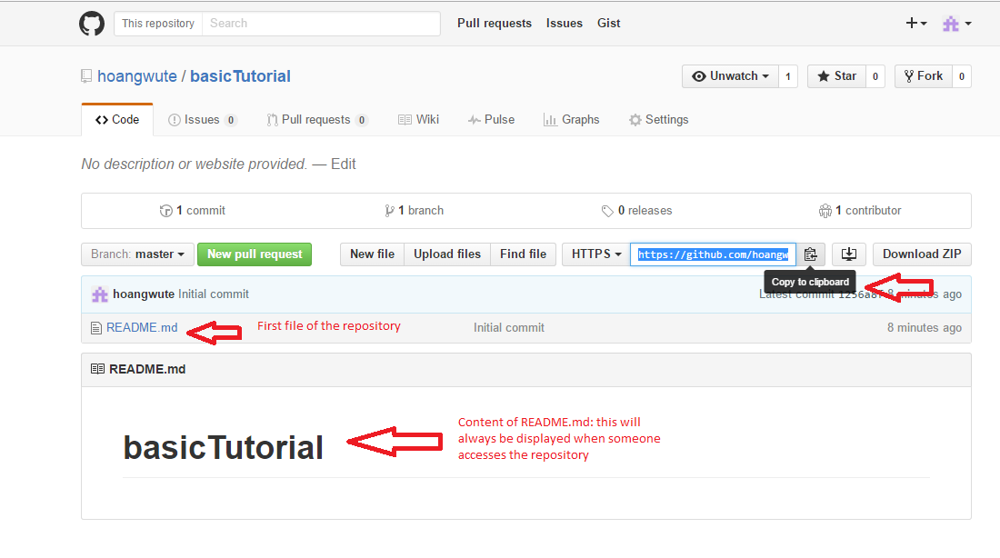 This repository Search Pull requests Issues Gist
hoangwute / basicTutorial Unwatch 1 Star 0 Fork 0
Code Issues 0 Pull requests 0 Wiki Pulse Graphs Settings
No description or website provided. — Edit
1 commit 1 branch 0 releases 1 contributor
Branch: master New pull request New file Upload files Find file HTTPS https://github.com/hoangw Download ZIP
Copy to clipboard
hoangwute Initial commit Latest commit 8 minutes ago
README.md First file of the repository Initial commit 8 minutes ago
README.md
basicTutorial
Content of README.md: this will
always be displayed when someone
accesses the repository